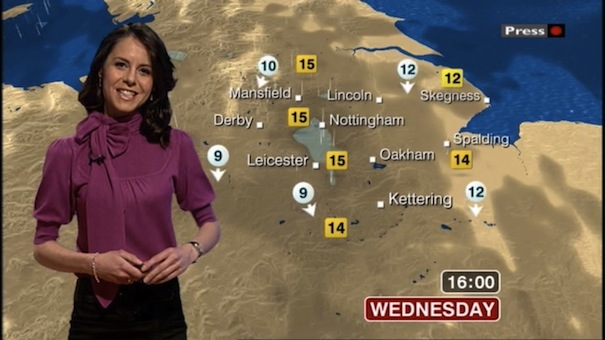 Press
10 15
12
12
Mansfield
Lincoln
Skegness
Derby
15
Nottingham
Spalding
9
Leicester
15
Oakham
14
9
Kettering
12
14
16:00
WEDNESDAY